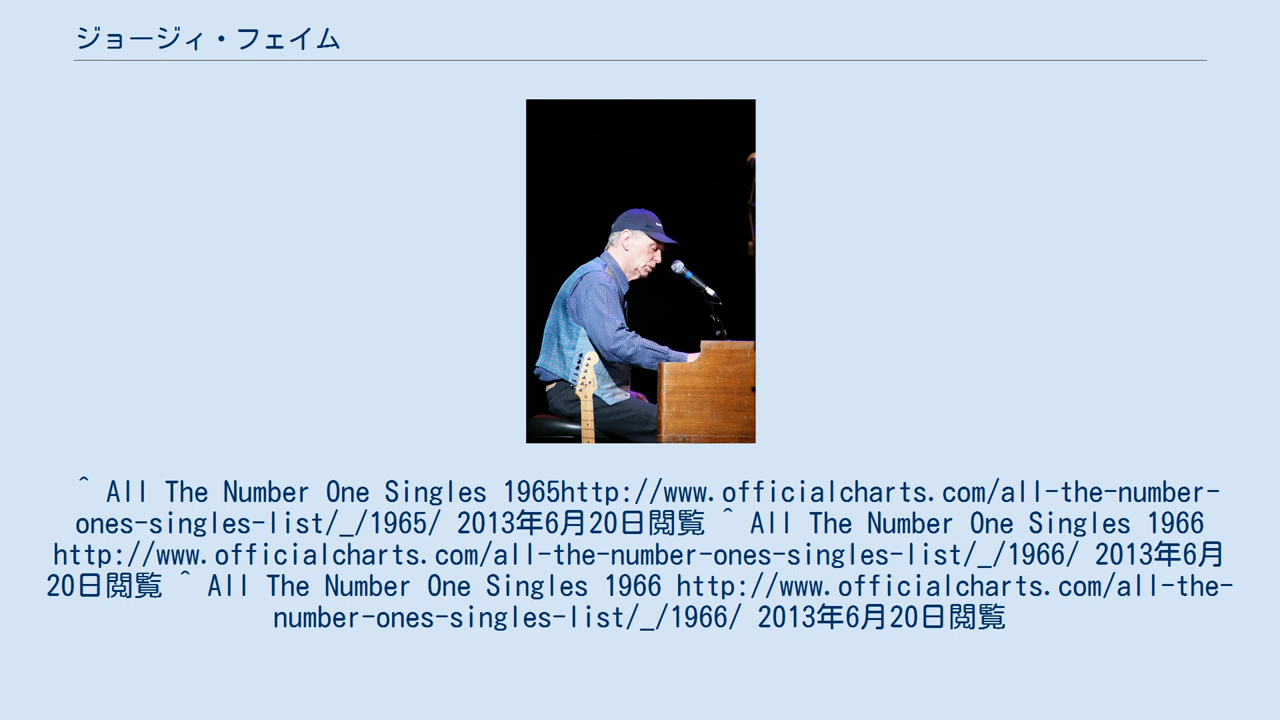 ジョージィ・フェイム
^ All The Number One Singles 1965http://www.officialcharts.com/all-the-number-
ones-singles-list/_/1965/ 2013年6月20日閲覧 ^ All The Number One Singles 1966
http://www.officialcharts.com/all-the-number-ones-singles-list/_/1966/ 2013年6月
20日閲覧 ^ All The Number One Singles 1966 http://www.officialcharts.com/all-the-
number-ones-singles-list/_/1966/ 2013年6月20日閲覧